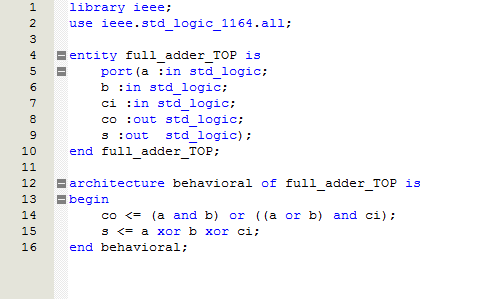 1 library ieee;
2 use ieee.std_logic_1164.all;
3
4 entity full_adder_TOP is
5 port(a :in std_logic;
6 b :in std_logic;
7 ci :in std_logic;
8 co :out std_logic;
9 s :out  std_logic);
10 end full_adder_TOP;
11
12 architecture behavioral of full_adder_TOP is
13 begin
14 co <= (a and b) or ((a or b) and ci);
15 s <= a xor b xor ci;
16 end behavioral;